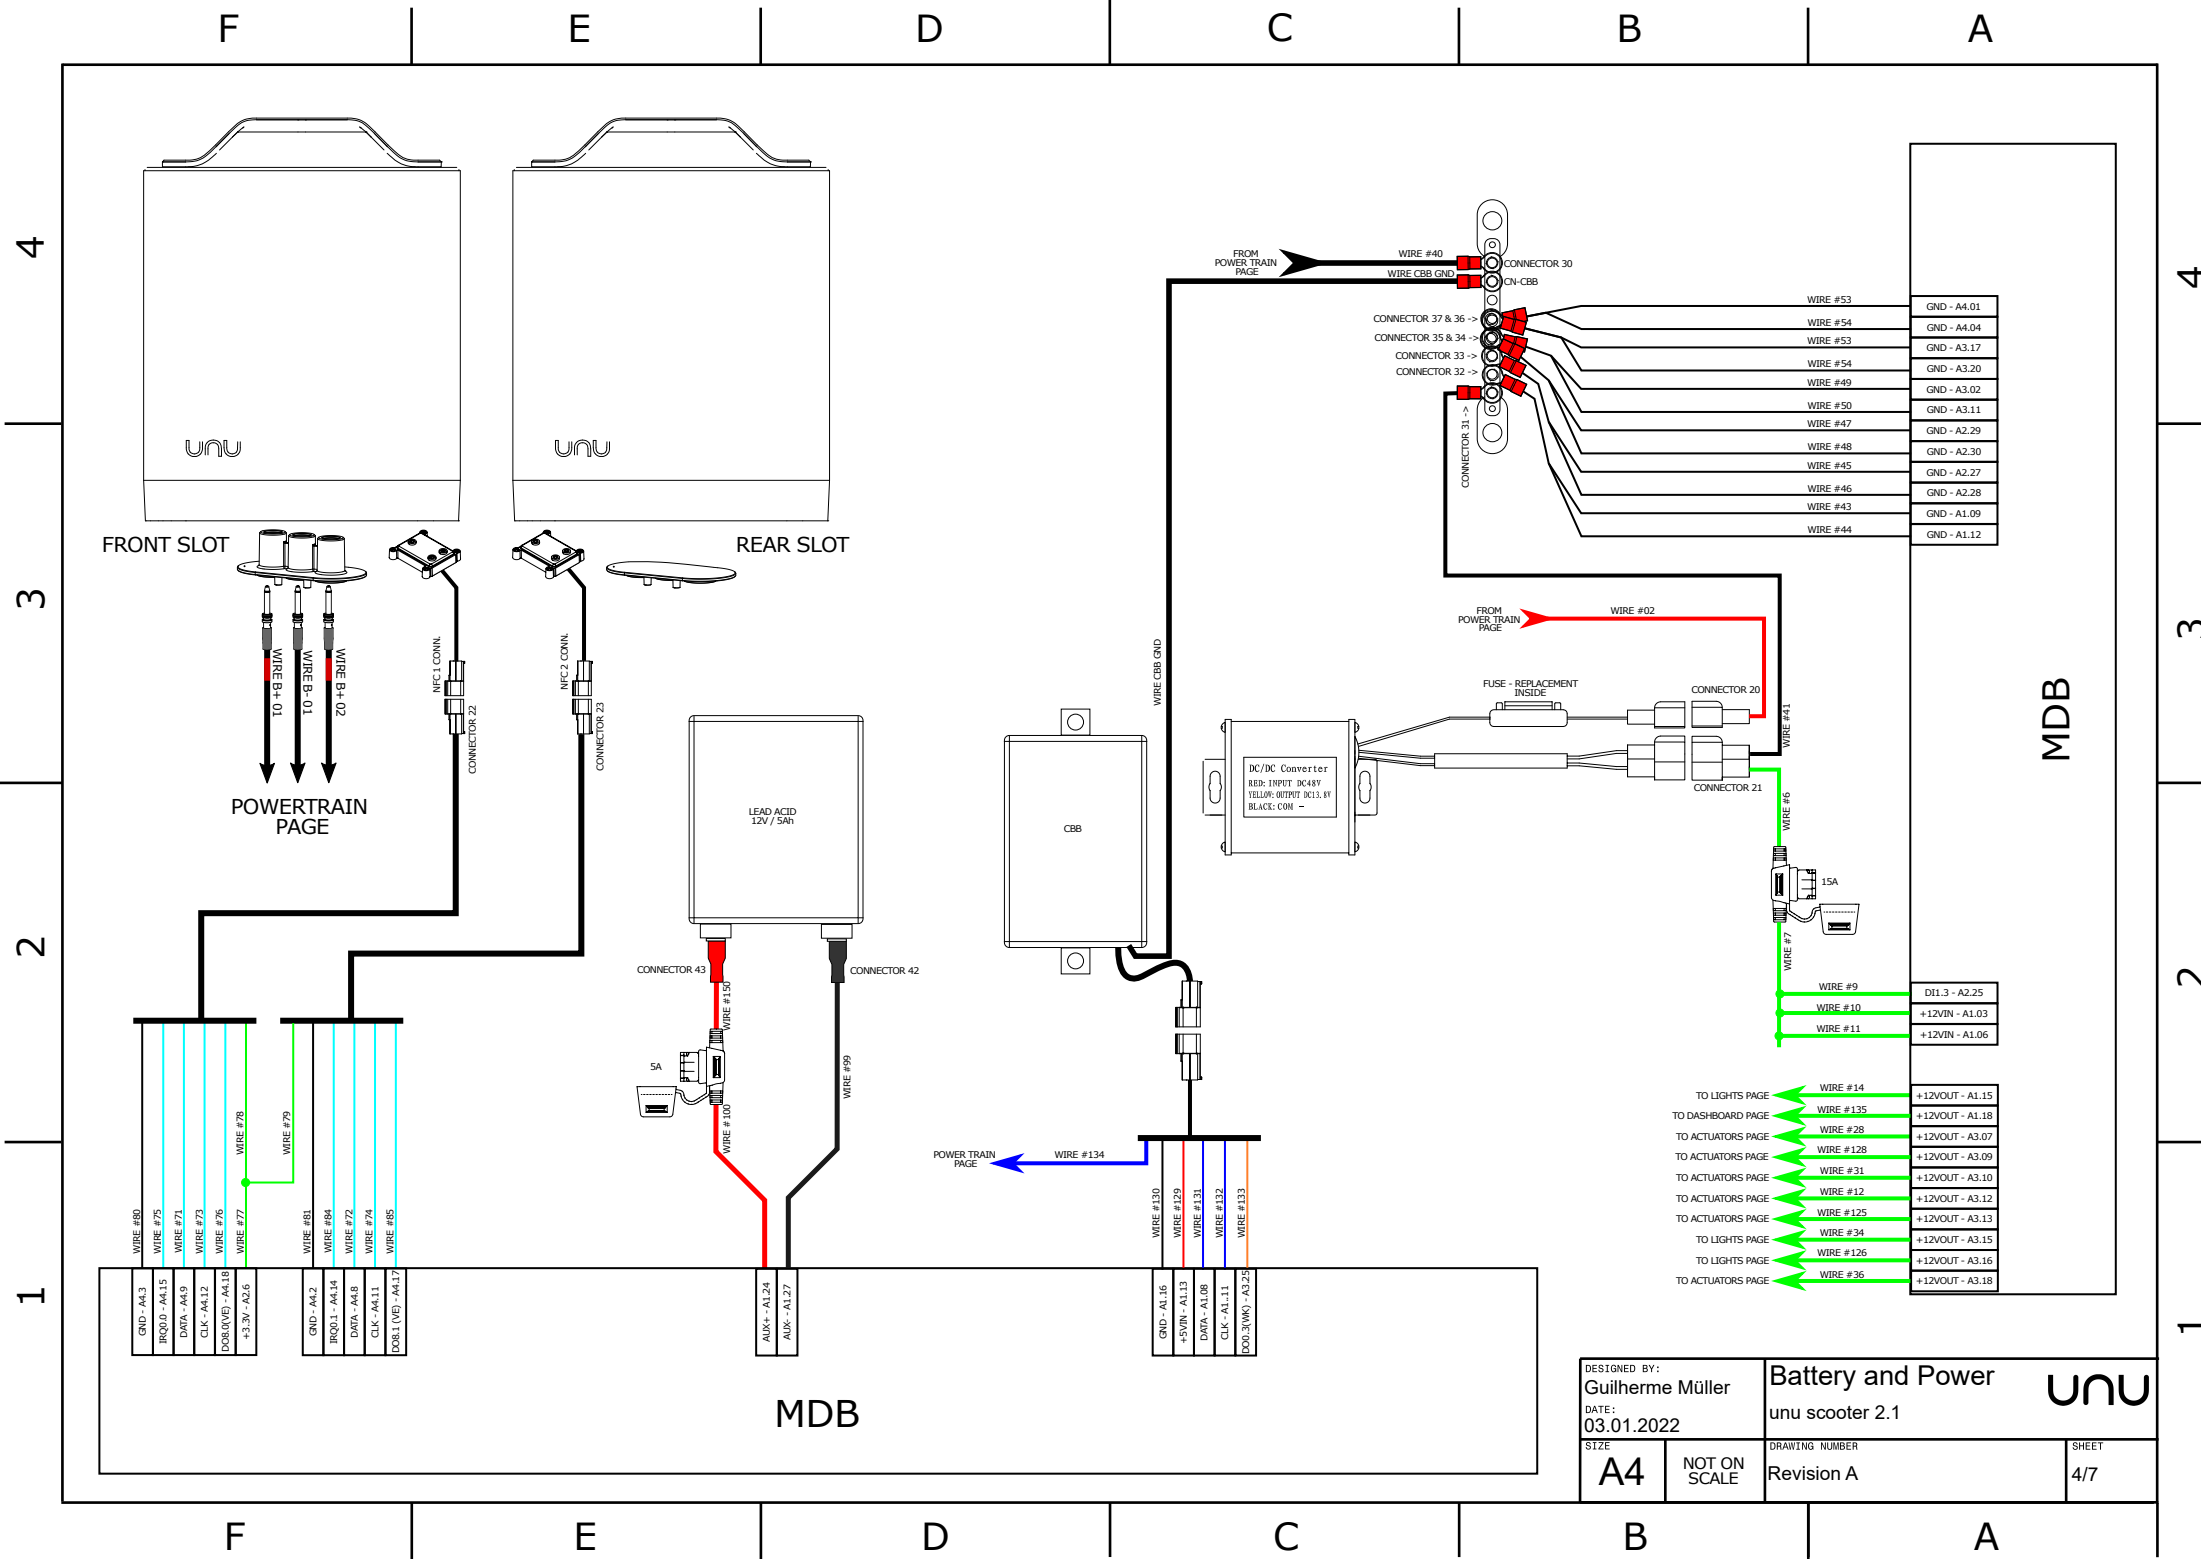 F
E
D
C
B
A
4
3
2
1
4
3
2
1
unu
unu
FRONT SLOT
REAR SLOT
WIRE B+ 01
WIRE B- 01
WIRE B+ 02
POWERTRAIN
PAGE
NFC 1 CONN.
CONNECTOR 22
NFC 2 CONN.
CONNECTOR 23
LEAD ACID
12V / 5Ah
CONNECTOR 43
CONNECTOR 42
WIRE #150
5A
WIRE # 100
WIRE #99
CBB
WIRE CBB GND
FROM
POWER TRAIN
PAGE
WIRE #40
WIRE CBB GND
CONNECTOR 30
CN-CBB
CONNECTOR 37 & 36 ->
CONNECTOR 35 & 34 ->
CONNECTOR 33 ->
CONNECTOR 32 ->
CONNECTOR 31 ->
WIRE #53
GND - A4.01
WIRE #54
GND - A4.04
WIRE #53
GND - A3.17
WIRE #54
GND - A3.20
WIRE #49
GND - A3.02
WIRE #50
GND - A3.11
WIRE #47
GND - A2.29
WIRE #48
GND - A2.30
WIRE #45
GND - A2.27
WIRE #46
GND - A2.28
WIRE #43
GND - A1.09
WIRE #44
GND - A1.12
MDB
FROM
POWER TRAIN
PAGE
WIRE #02
FUSE - REPLACEMENT
INSIDE
CONNECTOR 20
WIRE #41
CONNECTOR 21
DC/DC Converter
RED: INPUT DC48V
YELLOW: OUTPUT DC13.8V
BLACK: COM -
WIRE #6
15A
WIRE #7
WIRE #9
DI1.3 - A2.25
WIRE #10
+12VIN - A1.03
WIRE #11
+12VIN - A1.06
TO LIGHTS PAGE
WIRE #14
+12VOUT - A1.15
TO DASHBOARD PAGE
WIRE #135
+12VOUT - A1.18
TO ACTUATORS PAGE
WIRE #28
+12VOUT - A3.07
TO ACTUATORS PAGE
WIRE #128
+12VOUT - A3.09
TO ACTUATORS PAGE
WIRE #31
+12VOUT - A3.10
TO ACTUATORS PAGE
WIRE #12
+12VOUT - A3.12
TO ACTUATORS PAGE
WIRE #125
+12VOUT - A3.13
TO LIGHTS PAGE
WIRE #34
+12VOUT - A3.15
TO LIGHTS PAGE
WIRE #126
+12VOUT - A3.16
TO ACTUATORS PAGE
WIRE #36
+12VOUT - A3.18
WIRE #78
WIRE #79
WIRE #80
WIRE #75
WIRE #71
WIRE #73
WIRE #76
WIRE #77
WIRE #81
WIRE #84
WIRE #72
WIRE #74
WIRE #85
GND - A4.3
IRQ0.0 - A4.15
DATA - A4.9
CLK - A4.12
DO8.0(VE) - A4.18
+3.3V - A2.6
GND - A4.2
IRQ0.1 - A4.14
DATA - A4.8
CLK - A4.11
DO8.1 (VE) - A4.17
AUX+ - A1.24
AUX- - A1.27
POWER TRAIN
PAGE
WIRE #134
WIRE #130
WIRE #129
WIRE #131
WIRE #132
WIRE #133
GND - A1.16
+5VIN - A1.13
DATA - A1.08
CLK - A1..11
DO0.3(WK) - A3.25
MDB
DESIGNED BY:
Guilherme Müller
DATE:
03.01.2022
Battery and Power
unu scooter 2.1
unu
SIZE
A4
NOT ON
SCALE
DRAWING NUMBER
Revision A
SHEET
4/7
F
E
D
C
B
A